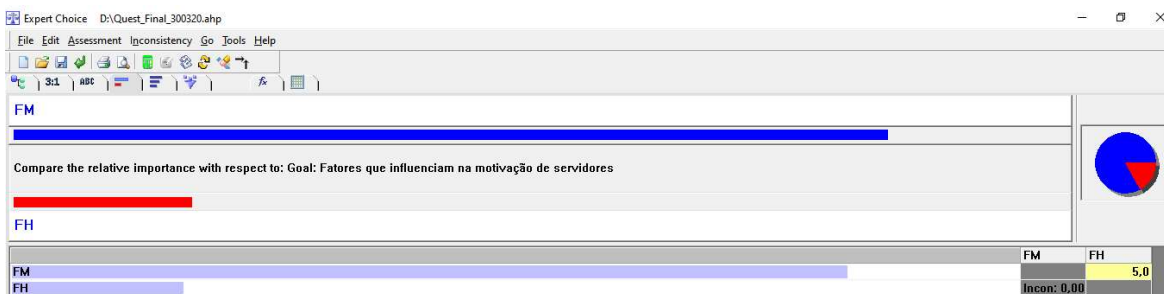 Expert Choice D:\Quest_Final_300320.ahp
File Edit Assessment Inconsistency Go Tools Help
3:1 ABC fx
FM
Compare the relative importance with respect to: Goal: Fatores que influenciam na motivação de servidores
FH
FM FH
FM 5,0
FH Incon: 0,00